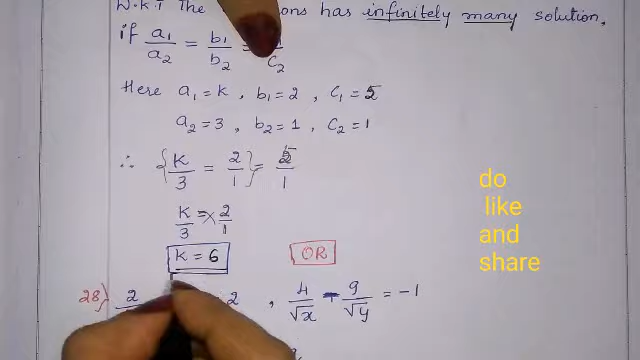 W.K.T The ons has infinitely many solution,
if a₁/a₂ = b₁/b₂ = /c₂
Here a₁ = K , b₁ = 2 , c₁ = 5
a₂ = 3 , b₂ = 1 , c₂ = 1
∴ {K/3 = 2/1} = /1
K/3 =× 2/1
K = 6 OR
28) 2 2 , 4/√x - 9/√y = -1
do
like
and
share